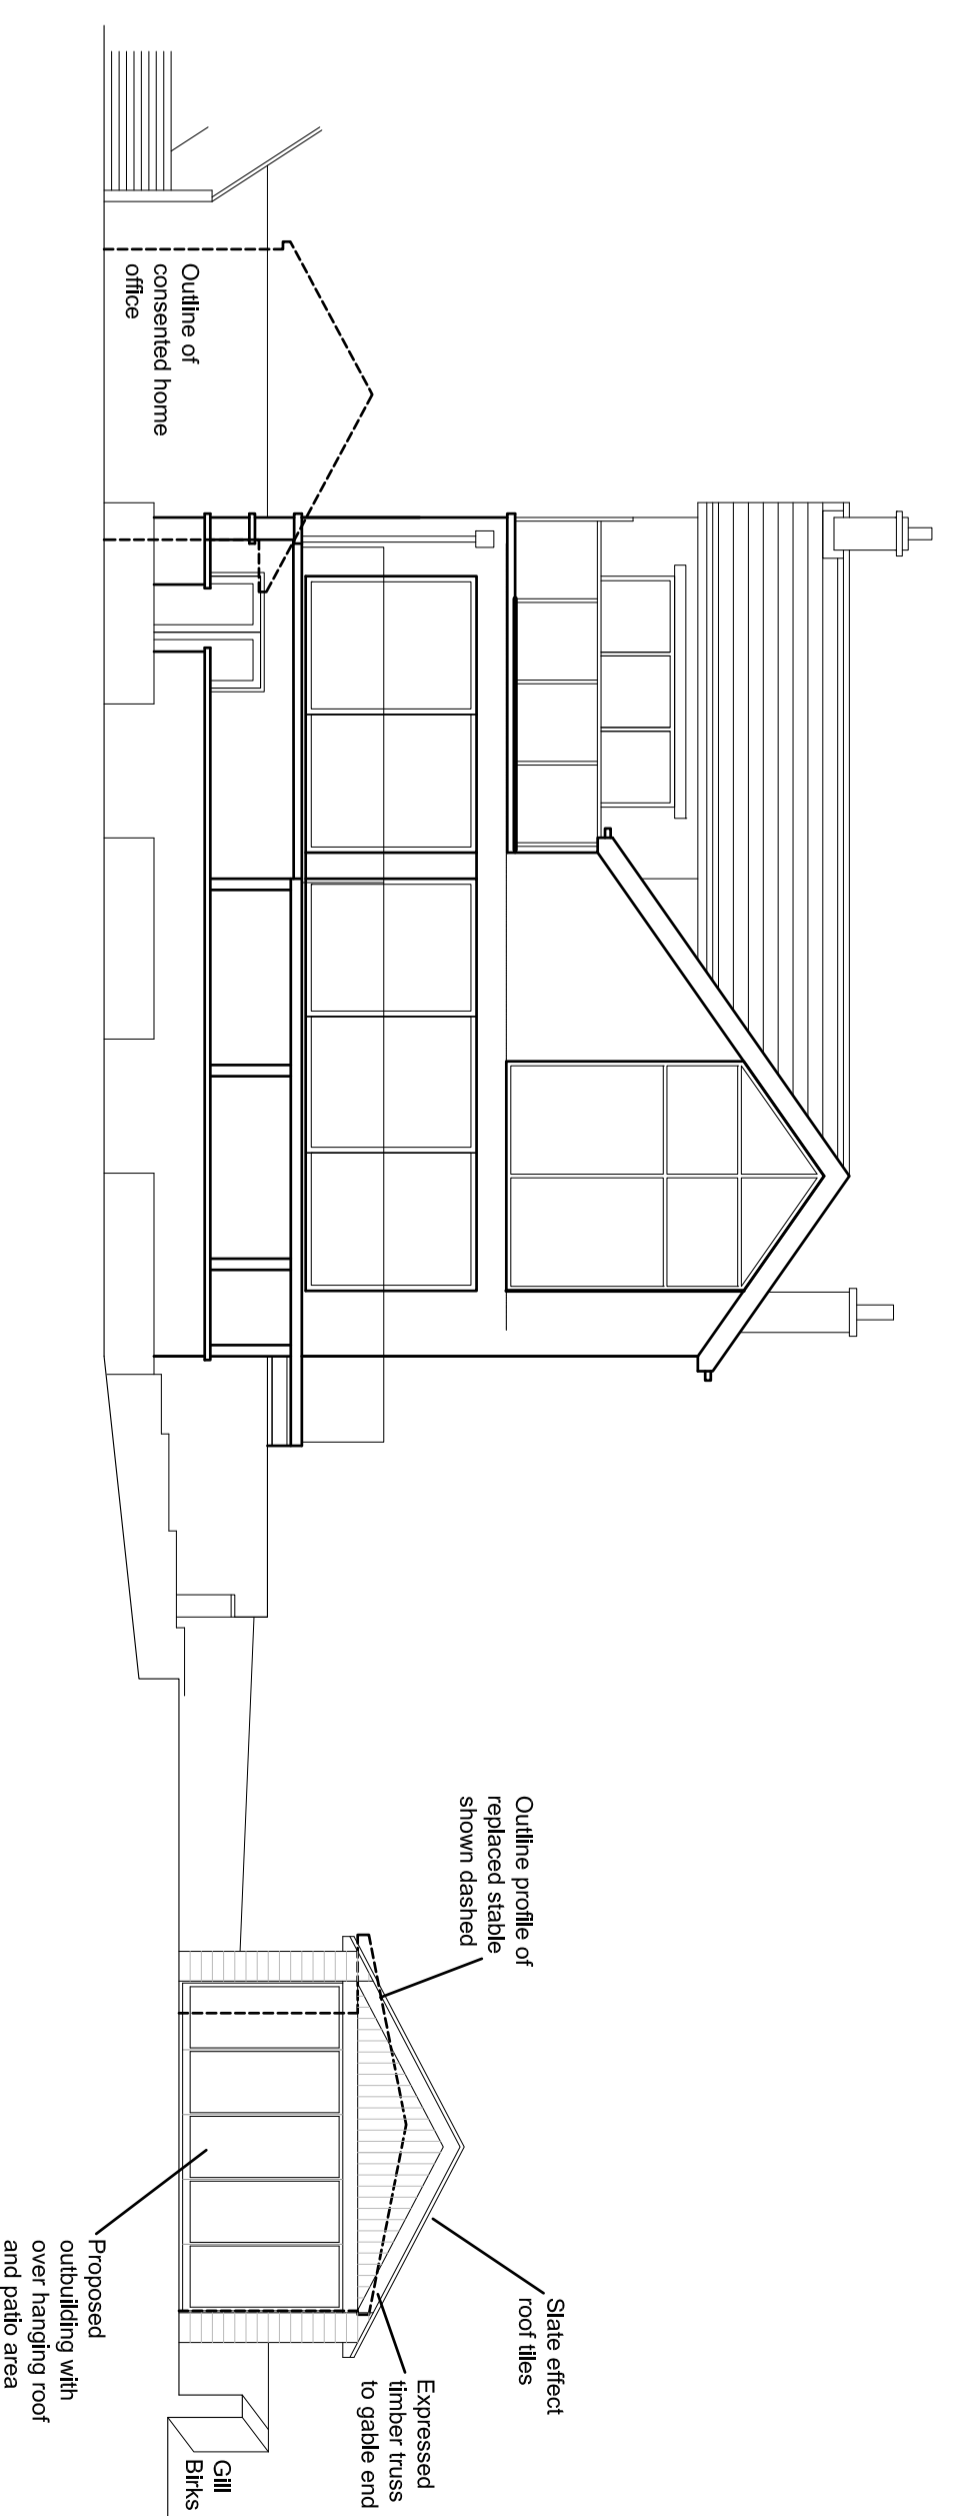 Outline of
consented home
office
Outline profile of
replaced stable
shown dashed
Slate effect
roof tiles
Expressed
timber truss
to gable end
Proposed
outbuilding with
over hanging roof
and patio area
Gill
Birks